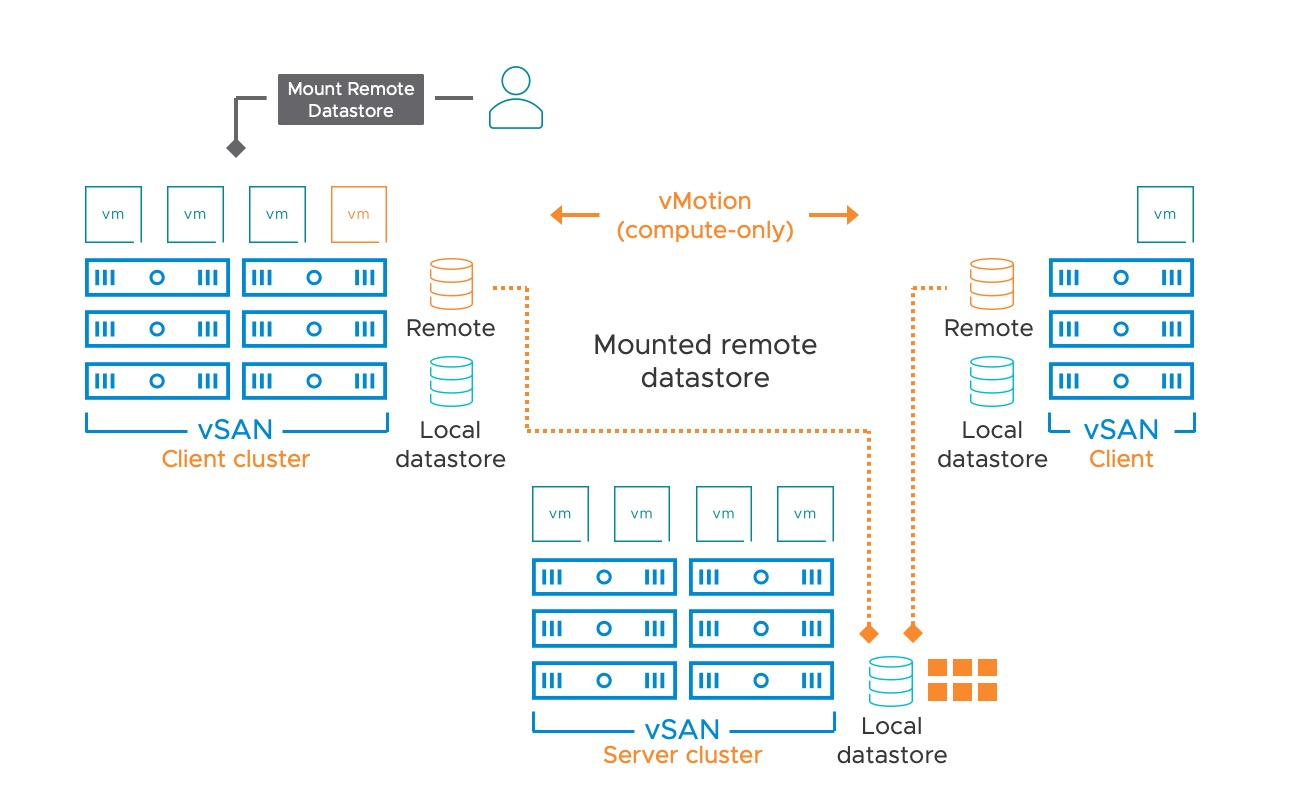 Mount Remote
Datastore
vm
vm
vm
vm
vMotion
(compute-only)
vm
Remote
Local
datastore
vSAN
Client cluster
Mounted remote
datastore
Remote
Local
datastore
vSAN
Client
vm
vm
vm
vm
vSAN
Server cluster
Local
datastore